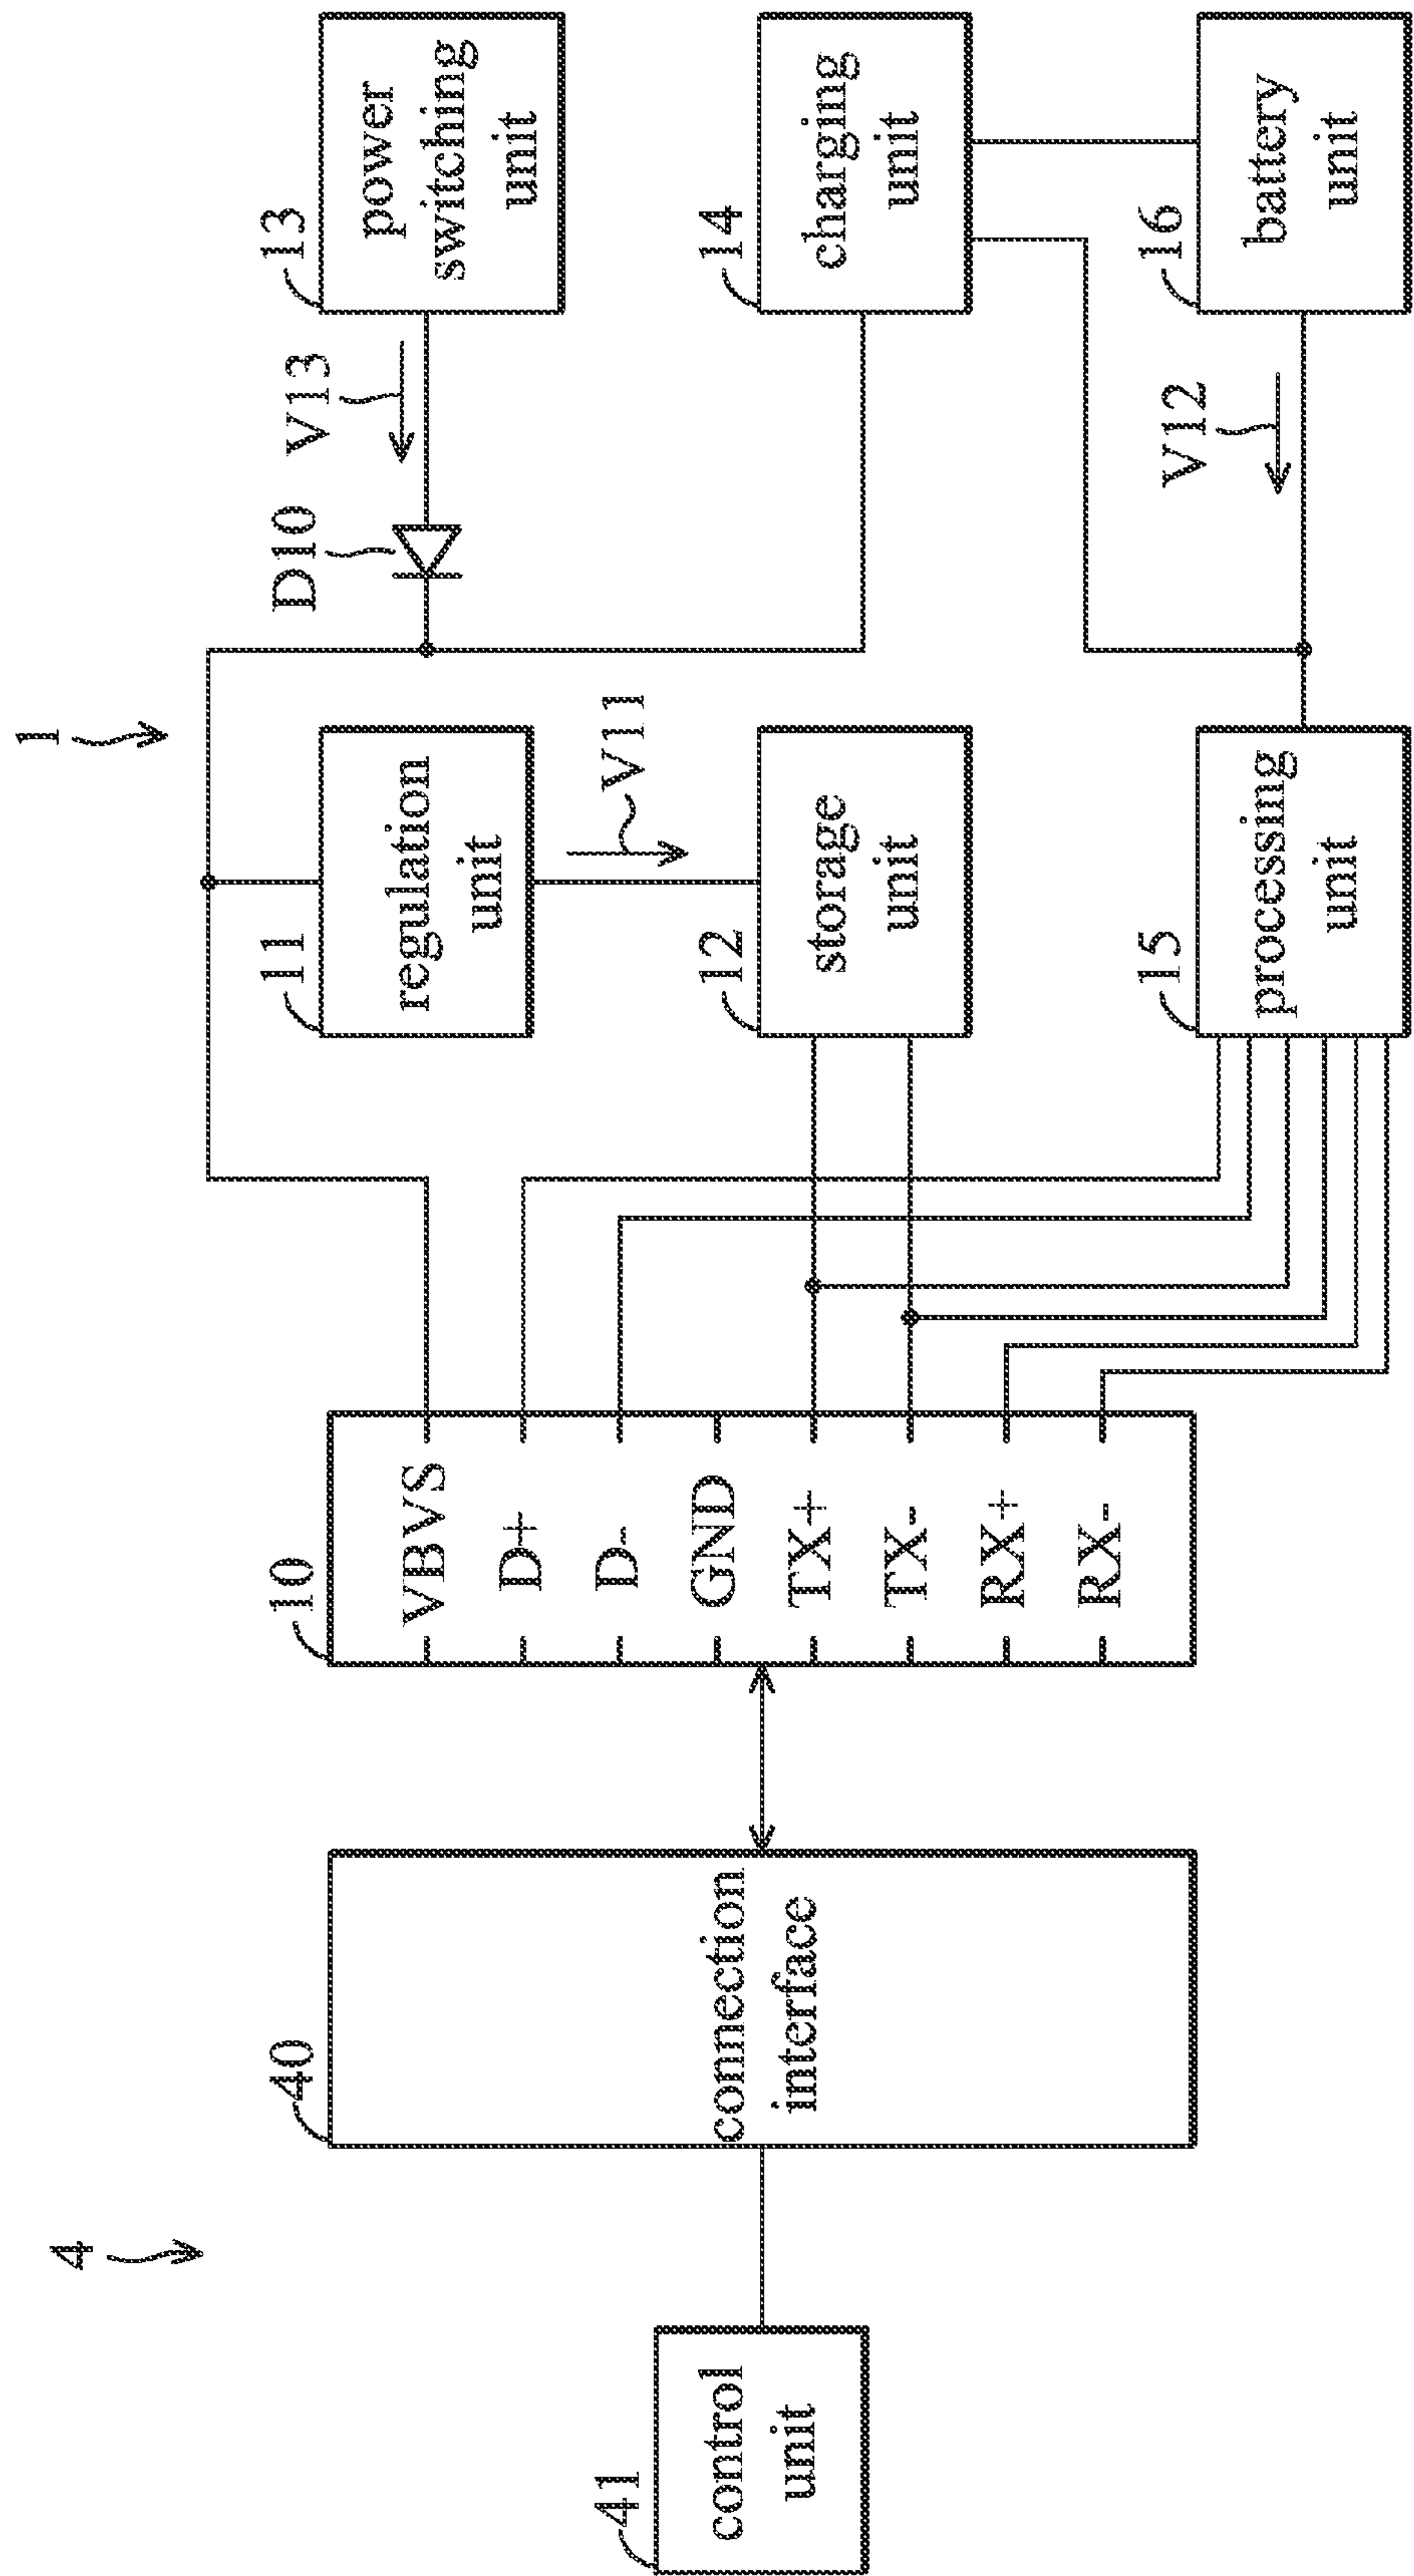 1
4
13
power
switching
unit
V13
D10
14
charging
unit
16
battery
unit
V12
11
regulation
unit
V11
12
storage
unit
15
processing
unit
10
VBVS
D+
D-
GND
TX+
TX-
RX+
RX-
40
connection
interface
41
control
unit